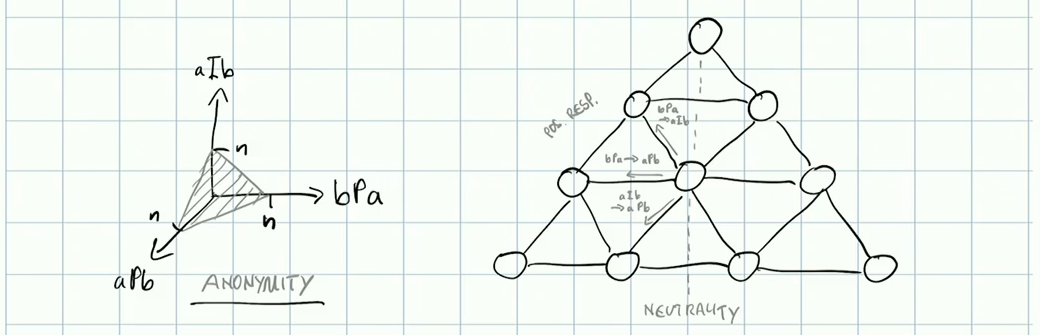 aIb
n
bPa
n
n
aPb
ANONYMITY
POS. RESP.
bPa
→aIb
bPa→aPb
aIb
→aPb
NEUTRALITY